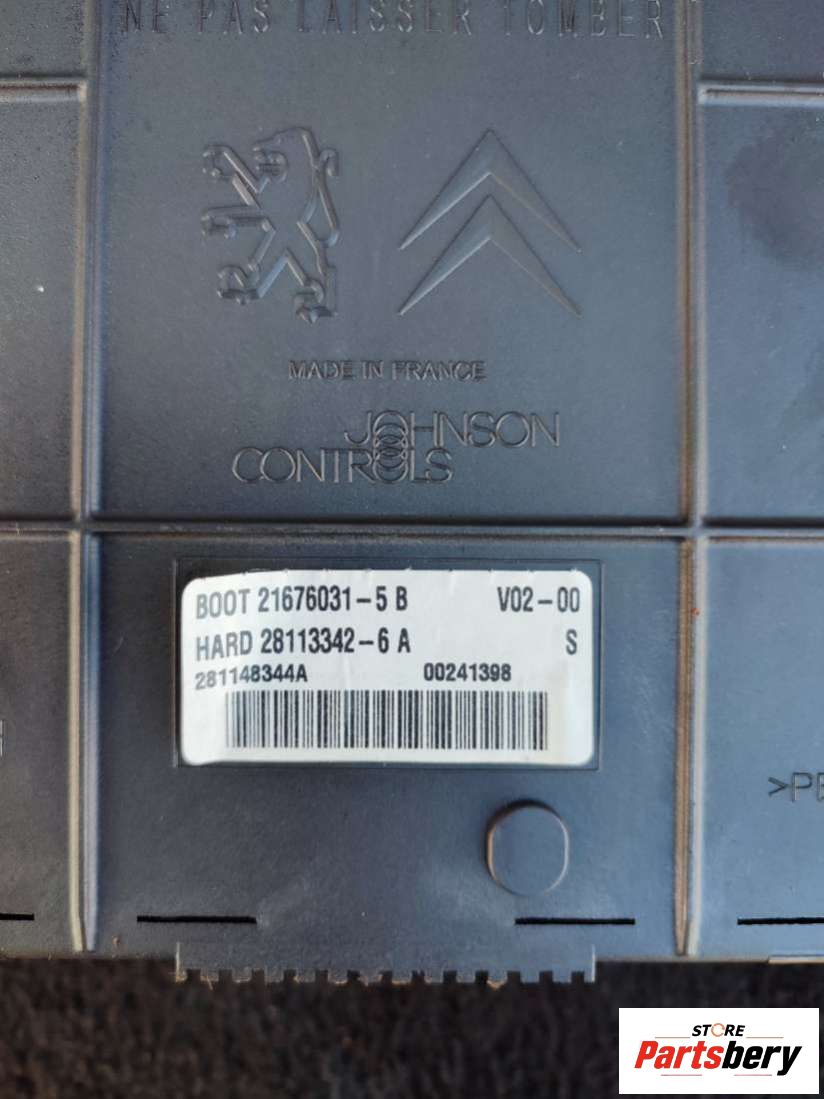 NE PAS LAISSER TOMBER
MADE IN FRANCE
JOHNSON
CONTROLS
BOOT 21676031-5 B V02-00
HARD 28113342-6 A S
281148344A 00241398
STORE
Partsbery